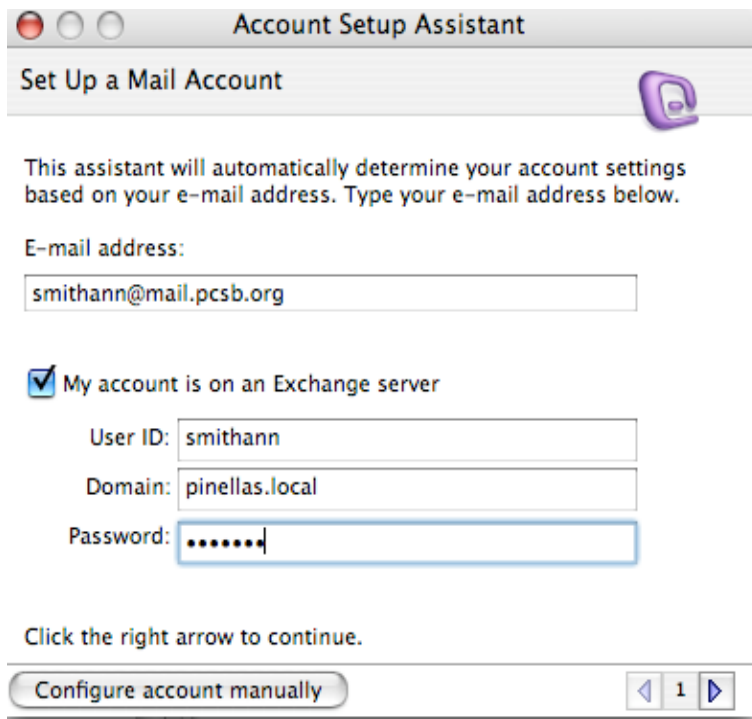 Account Setup Assistant
Set Up a Mail Account
This assistant will automatically determine your account settings
based on your e-mail address. Type your e-mail address below.
E-mail address:
smithann@mail.pcsb.org
My account is on an Exchange server
User ID: smithann
Domain: pinellas.local
Password: •••••••
Click the right arrow to continue.
Configure account manually 1